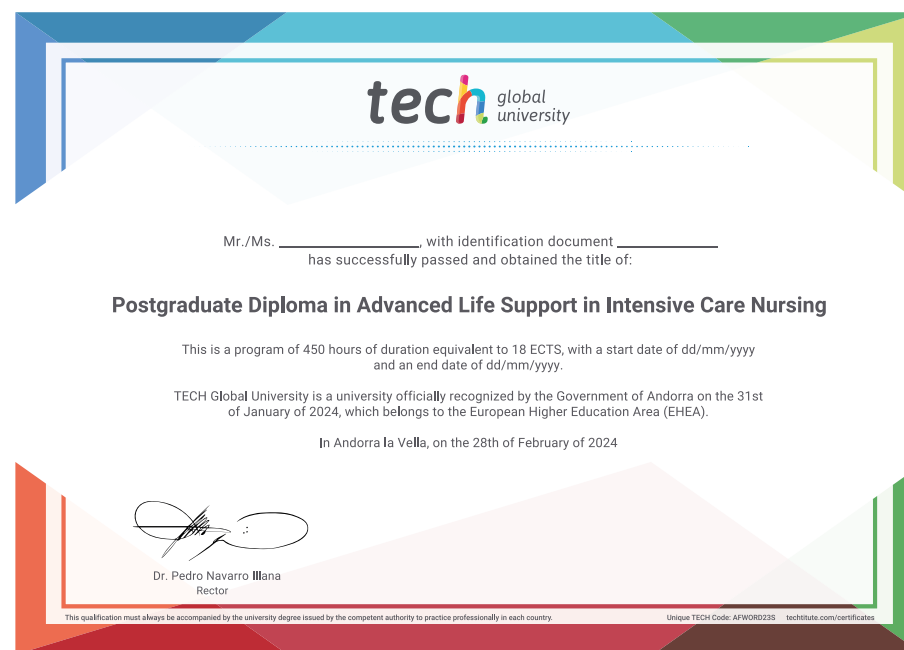 tech global
university
Mr./Ms. ____________________, with identification document ______________
has successfully passed and obtained the title of:
Postgraduate Diploma in Advanced Life Support in Intensive Care Nursing
This is a program of 450 hours of duration equivalent to 18 ECTS, with a start date of dd/mm/yyyy
and an end date of dd/mm/yyyy.
TECH Global University is a university officially recognized by the Government of Andorra on the 31st
of January of 2024, which belongs to the European Higher Education Area (EHEA).
In Andorra la Vella, on the 28th of February of 2024
Dr. Pedro Navarro Illana
Rector
This qualification must always be accompanied by the university degree issued by the competent authority to practice professionally in each country.
Unique TECH Code: AFWORD23S techtitute.com/certificates